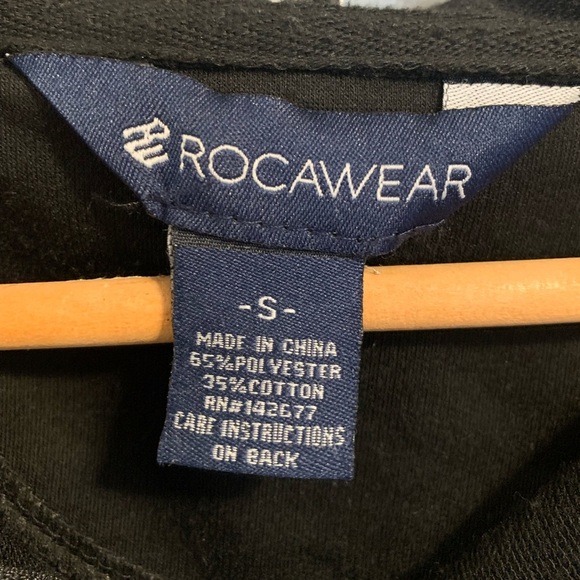 ROCAWEAR
-S-
MADE IN CHINA
65%POLYESTER
35%COTTON
RN#142677
CARE INSTRUCTIONS
ON BACK